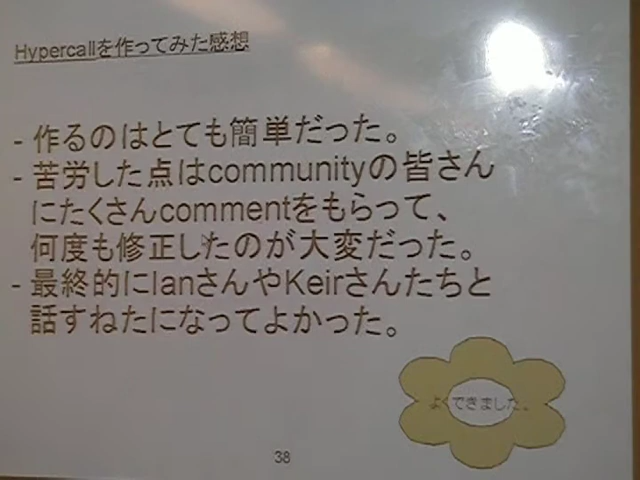 Hypercallを作ってみた感想
- 作るのはとても簡単だった。
- 苦労した点はcommunityの皆さん
にたくさんcommentをもらって、
何度も修正したのが大変だった。
- 最終的にIanさんやKeirさんたちと
話すねたになってよかった。
よくできました。
38